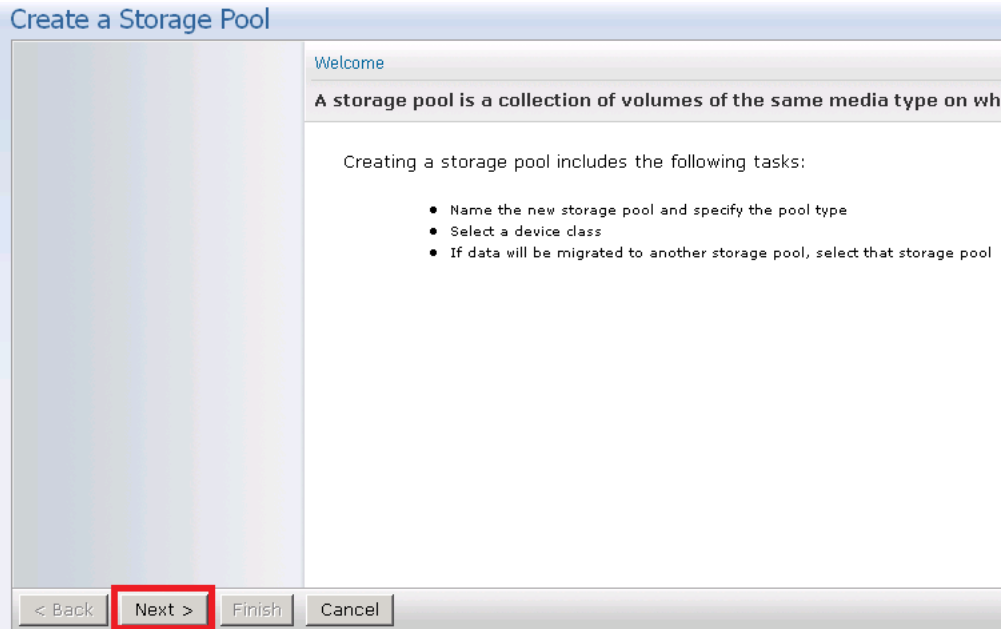 Create a Storage Pool
Welcome
A storage pool is a collection of volumes of the same media type on wh
Creating a storage pool includes the following tasks:
● Name the new storage pool and specify the pool type
● Select a device class
● If data will be migrated to another storage pool, select that storage pool
< Back Next > Finish Cancel